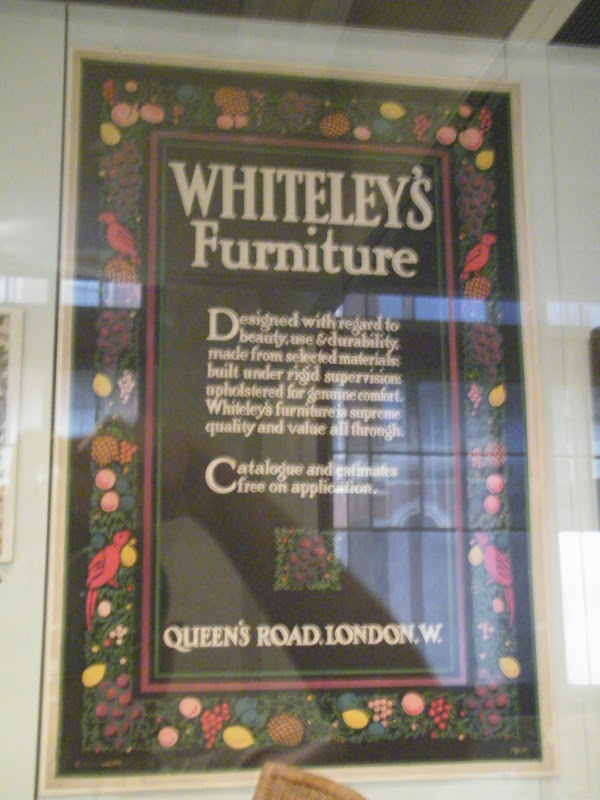 WHITELEY'S
Furniture
Designed with regard to
beauty, use & durability,
made from selected materials:
built under rigid supervision:
upholstered for genuine comfort.
Whiteley's furniture is supreme
quality and value all through.
Catalogue and estimates
free on application.
QUEEN'S ROAD, LONDON, W.